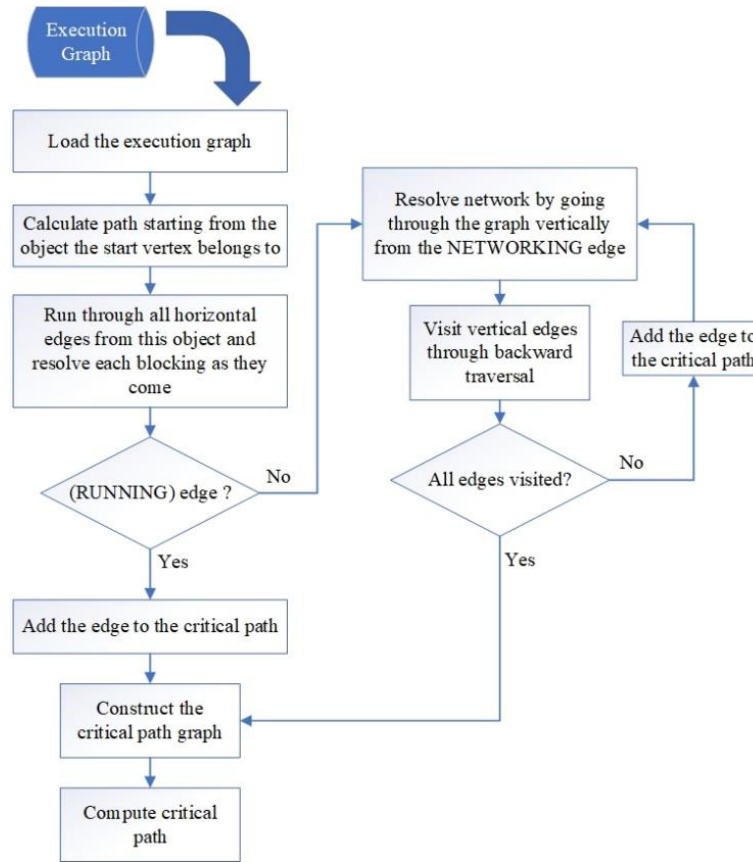 Execution
Graph
Load the execution graph
Calculate path starting from the
object the start vertex belongs to
Run through all horizontal
edges from this object and
resolve each blocking as they
come
(RUNNING) edge ?
No
Yes
Add the edge to the critical path
Construct the
critical path graph
Compute critical
path
Resolve network by going
through the graph vertically
from the NETWORKING edge
Visit vertical edges
through backward
traversal
All edges visited?
No
Yes
Add the edge to
the critical path